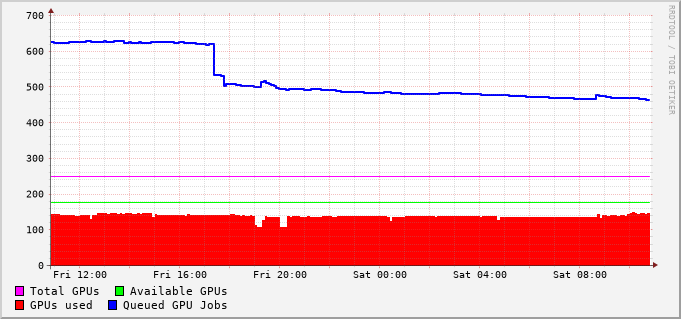 700
600
500
400
300
200
100
0
Fri 12:00 Fri 16:00 Fri 20:00 Sat 00:00 Sat 04:00 Sat 08:00
Total GPUs Available GPUs
GPUs used Queued GPU Jobs
RRDTOOL / TOBI OETIKER